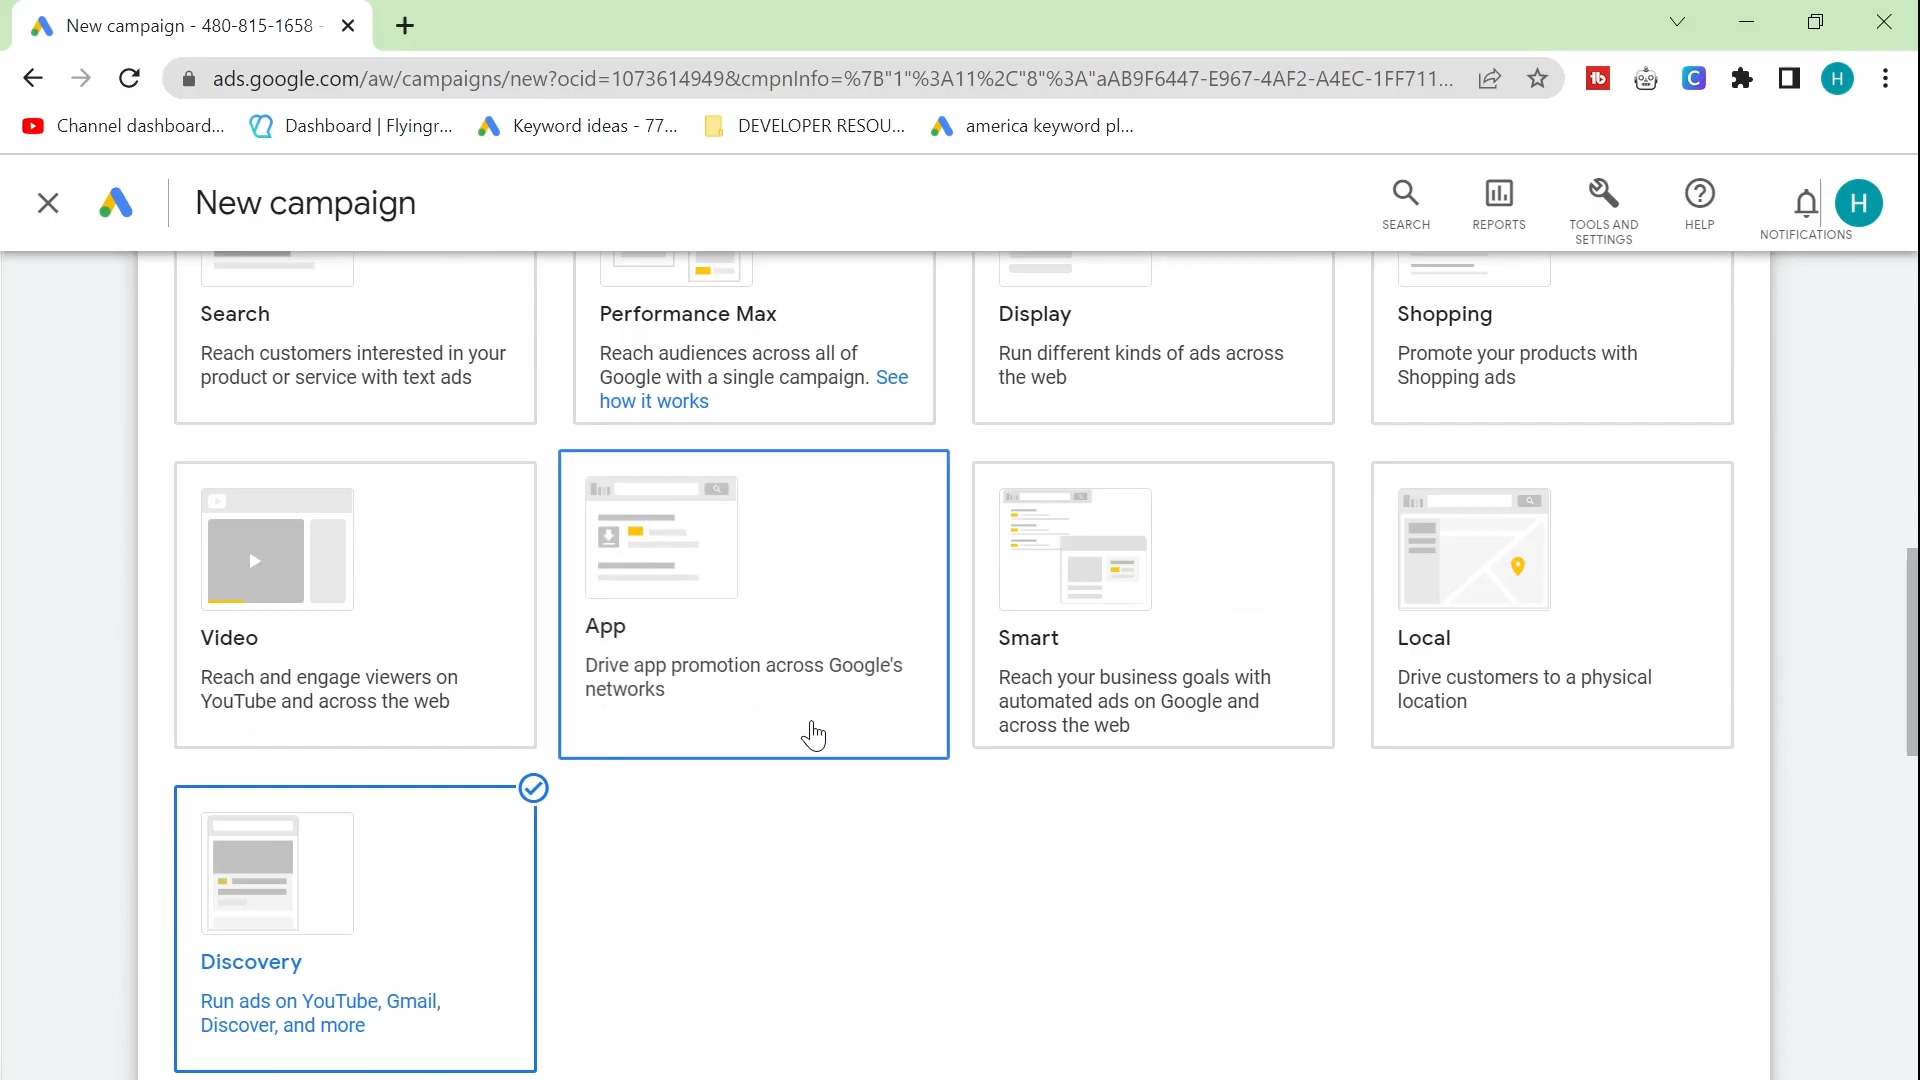 New campaign - 480-815-1658 -
ads.google.com/aw/campaigns/new?ocid=1073614949&cmpnInfo=%7B"1"%3A11%2C"8"%3A"aAB9F6447-E967-4AF2-A4EC-1FF711...
tb
C
H
Channel dashboard...
Dashboard | Flyingr...
Keyword ideas - 77...
DEVELOPER RESOU...
america keyword pl...
New campaign
SEARCH
REPORTS
TOOLS AND
SETTINGS
HELP
NOTIFICATIONS
H
Search
Reach customers interested in your
product or service with text ads
Performance Max
Reach audiences across all of
Google with a single campaign. See
how it works
Display
Run different kinds of ads across
the web
Shopping
Promote your products with
Shopping ads
Video
Reach and engage viewers on
YouTube and across the web
App
Drive app promotion across Google's
networks
Smart
Reach your business goals with
automated ads on Google and
across the web
Local
Drive customers to a physical
location
Discovery
Run ads on YouTube, Gmail,
Discover, and more